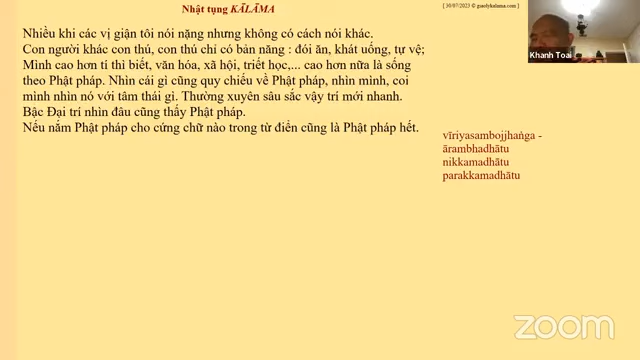 Nhật tụng KĀLĀMA
[ 30/07/2023 © gaedykalama.com ]
Nhiều khi các vị giận tôi nói nặng nhưng không có cách nói khác.
Con người khác con thú, con thú chỉ có bản năng : đói ăn, khát uống, tự vệ;
Mình cao hơn tí thì biết, văn hóa, xã hội, triết học,... cao hơn nữa là sống
theo Phật pháp. Nhìn cái gì cũng quy chiếu về Phật pháp, nhìn mình, coi
mình nhìn nó với tâm thái gì. Thường xuyên sâu sắc vậy trí mới nhanh.
Bậc Đại trí nhìn đâu cũng thấy Phật pháp.
Nếu nắm Phật pháp cho cứng chữ nào trong từ điển cũng là Phật pháp hết.
Khanh Toai
vīriyasambojjhaṅga -
ārambhadhātu
nikkamadhātu
parakkamadhātu
zoom